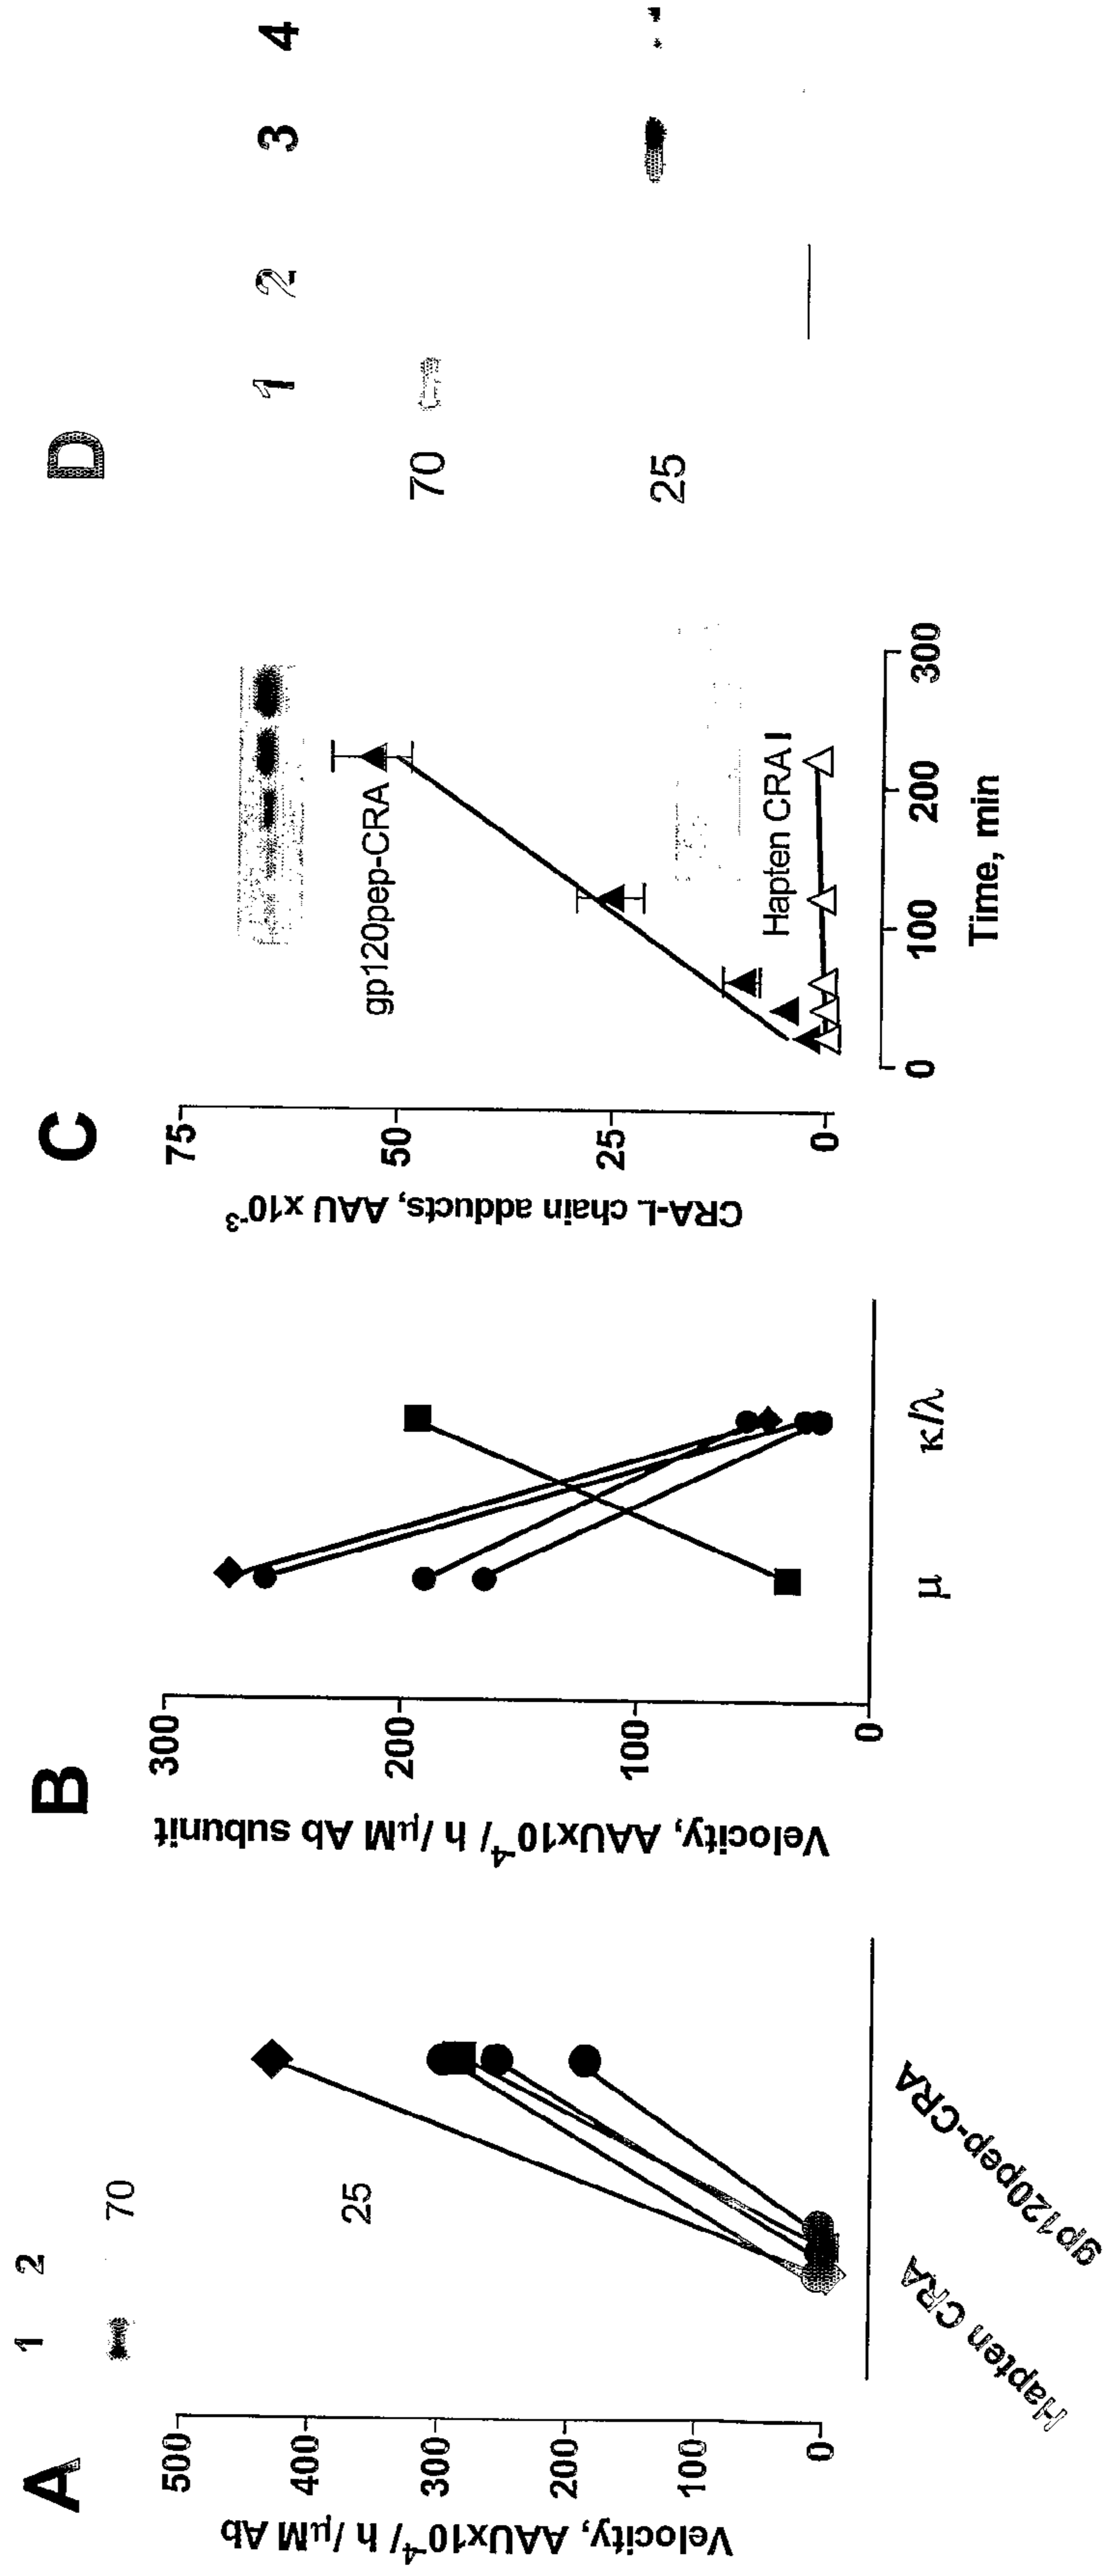 A
1 2
70
25
500
400
300
200
100
0
Velocity, AAUx10⁻⁴/ h / μM Ab
Hapten CRA
gp120pep-CRA
B
300
200
100
0
Velocity, AAUx10⁻⁴/ h / μM Ab subunit
μ
κ/λ
C
75
50
25
0
CRA-L chain adducts, AAU x10⁻³
gp120pep-CRA
Hapten CRA I
0 100 200 300
Time, min
D
1 2 3 4
70
25